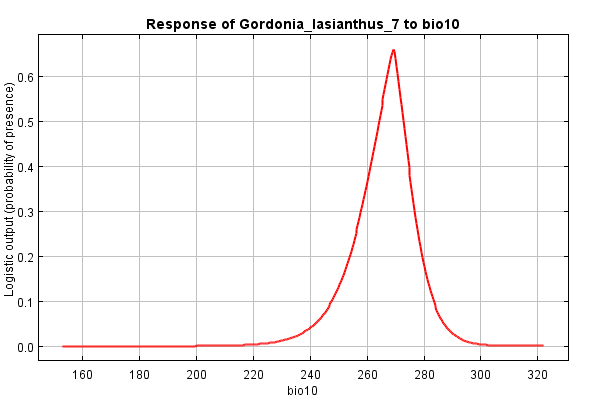 Response of Gordonia_lasianthus_7 to bio10
Logistic output (probability of presence)
0.6
0.5
0.4
0.3
0.2
0.1
0.0
160 180 200 220 240 260 280 300 320
bio10